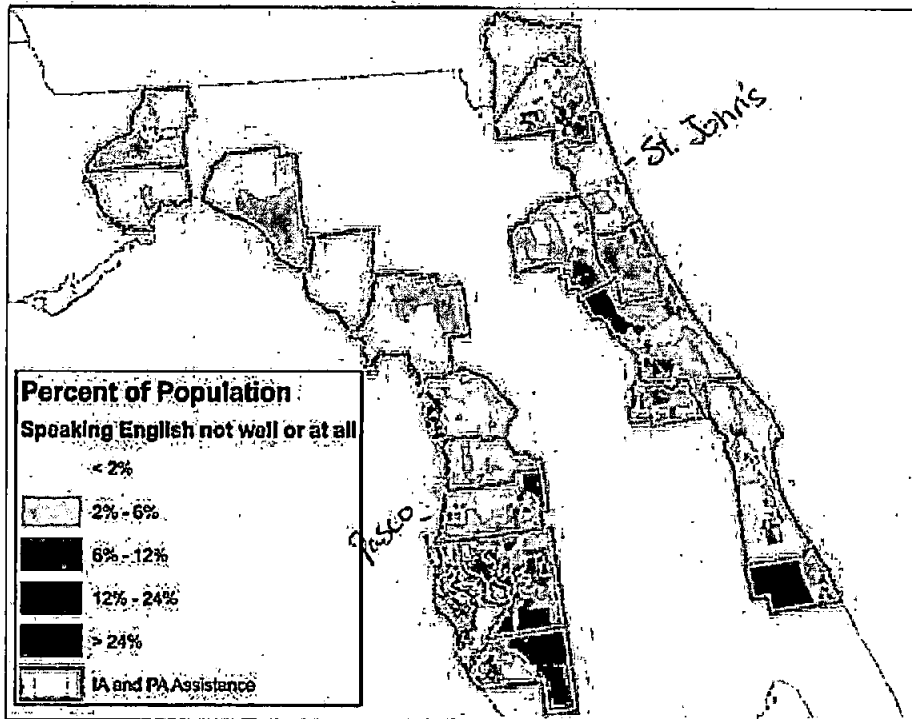 St. John's
Pasco
Percent of Population
Speaking English not well or at all
< 2%
2% - 6%
6% - 12%
12% - 24%
> 24%
IA and PA Assistance